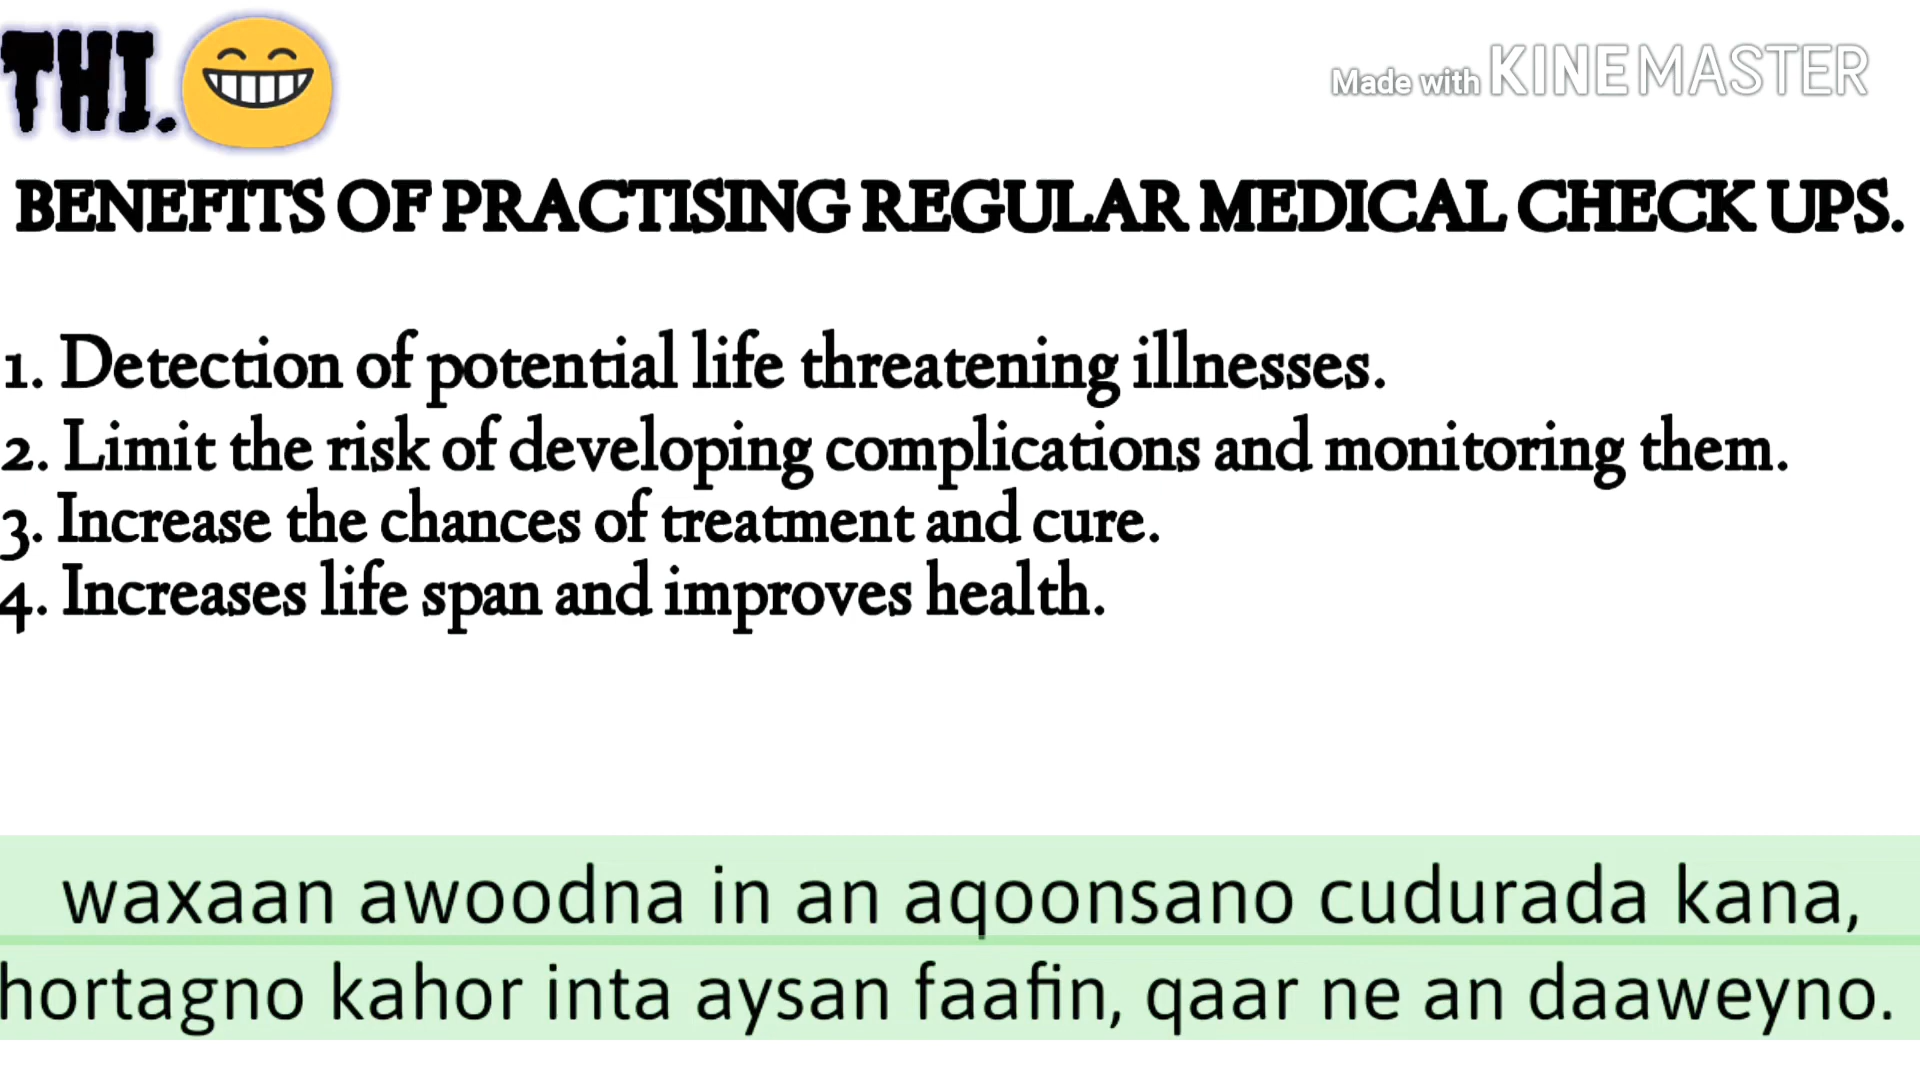 THI.😁
Made with KINEMASTER
BENEFITS OF PRACTISING REGULAR MEDICAL CHECK UPS.
1. Detection of potential life threatening illnesses.
2. Limit the risk of developing complications and monitoring them.
3. Increase the chances of treatment and cure.
4. Increases life span and improves health.
waxaan awoodna in an aqoonsano cudurada kana,
hortagno kahor inta aysan faafin, qaar ne an daaweyno.